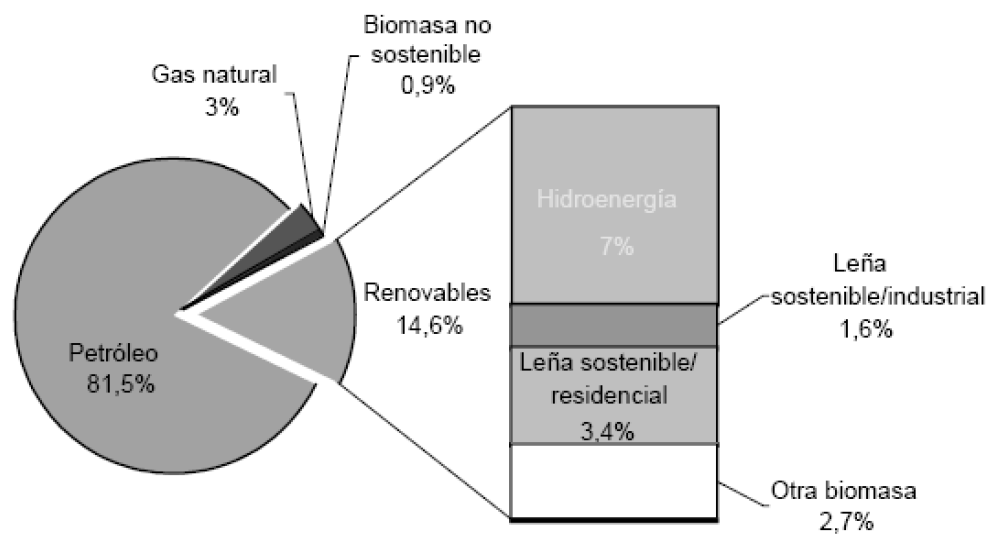 Biomasa no
sostenible
0,9%
Gas natural
3%
Hidroenergía
7%
Leña
sostenible/industrial
1,6%
Renovables
14,6%
Petróleo
81,5%
Leña sostenible/
residencial
3,4%
Otra biomasa
2,7%